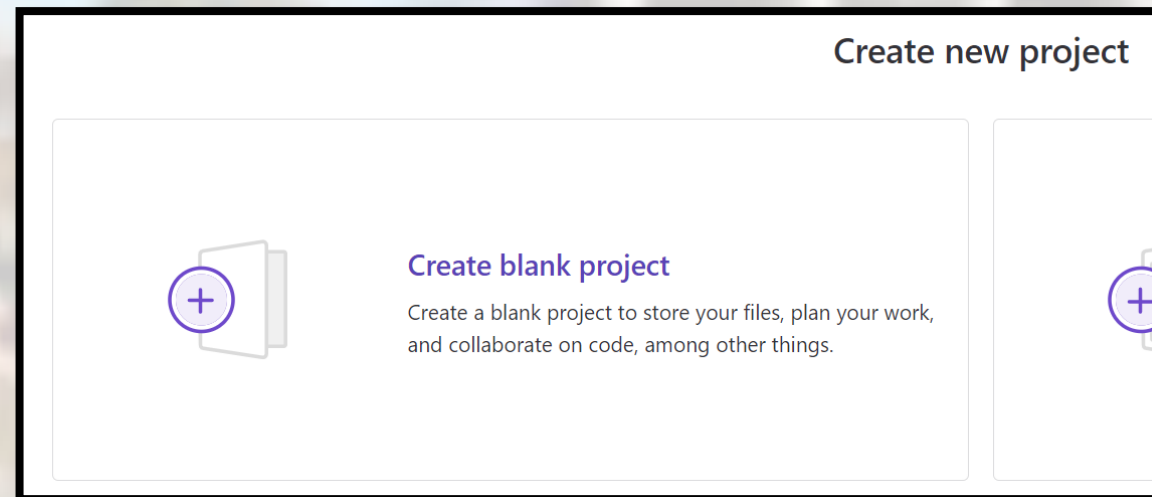 Create new project
Create blank project
Create a blank project to store your files, plan your work,
and collaborate on code, among other things.